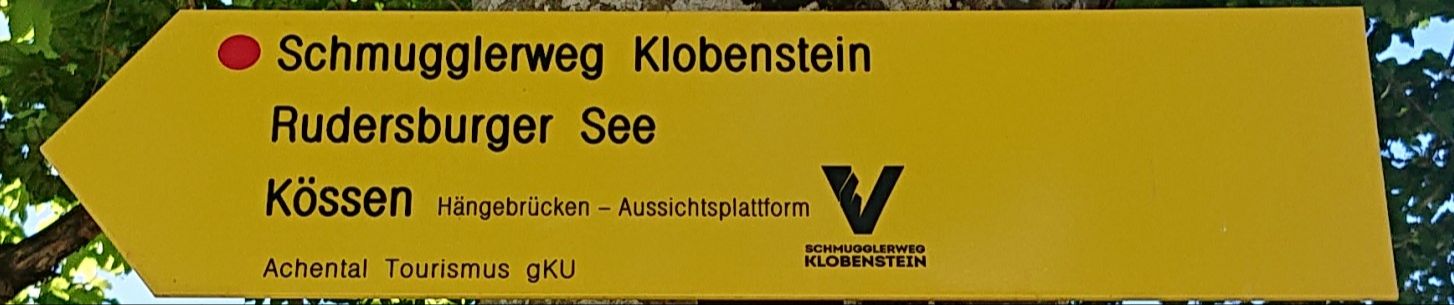 Schmugglerweg Klobenstein
Rudersburger See
Kössen Hängebrücken – Aussichtsplattform
SCHMUGGLERWEG
KLOBENSTEIN
Achental Tourismus gKU